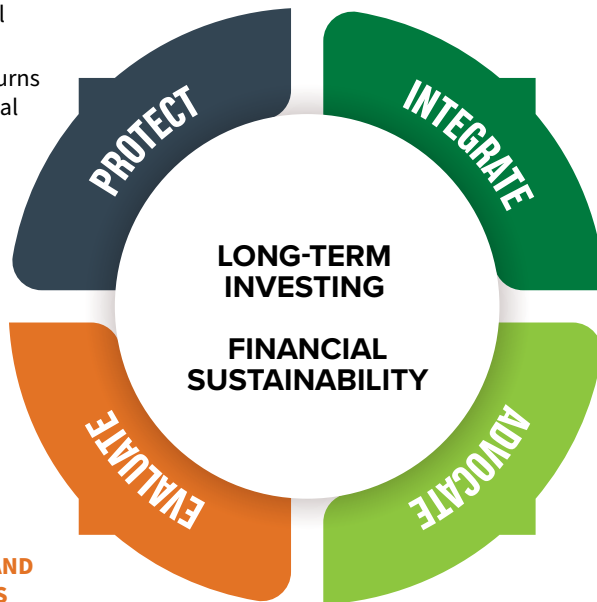 l
urns
al
PROTECT
INTEGRATE
LONG-TERM
INVESTING
FINANCIAL
SUSTAINABILITY
EVALUATE
ADVOCATE
AND
S